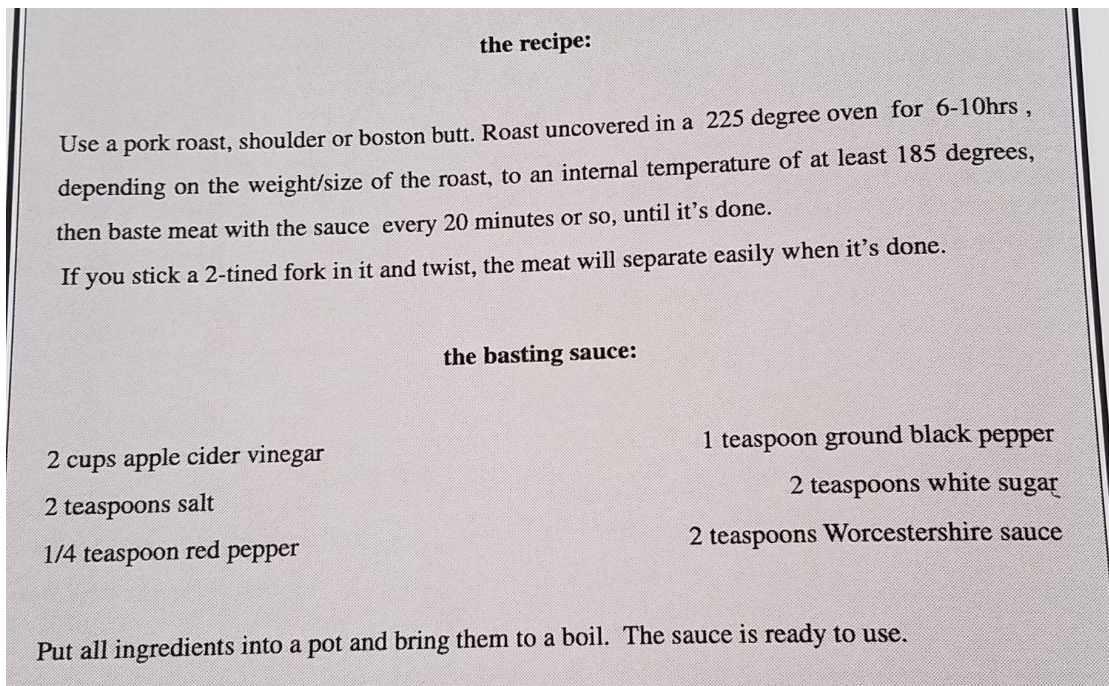 the recipe:
Use a pork roast, shoulder or boston butt. Roast uncovered in a 225 degree oven for 6-10hrs ,
depending on the weight/size of the roast, to an internal temperature of at least 185 degrees,
then baste meat with the sauce every 20 minutes or so, until it’s done.
If you stick a 2-tined fork in it and twist, the meat will separate easily when it’s done.
the basting sauce:
2 cups apple cider vinegar
2 teaspoons salt
1/4 teaspoon red pepper
1 teaspoon ground black pepper
2 teaspoons white sugar
2 teaspoons Worcestershire sauce
Put all ingredients into a pot and bring them to a boil. The sauce is ready to use.